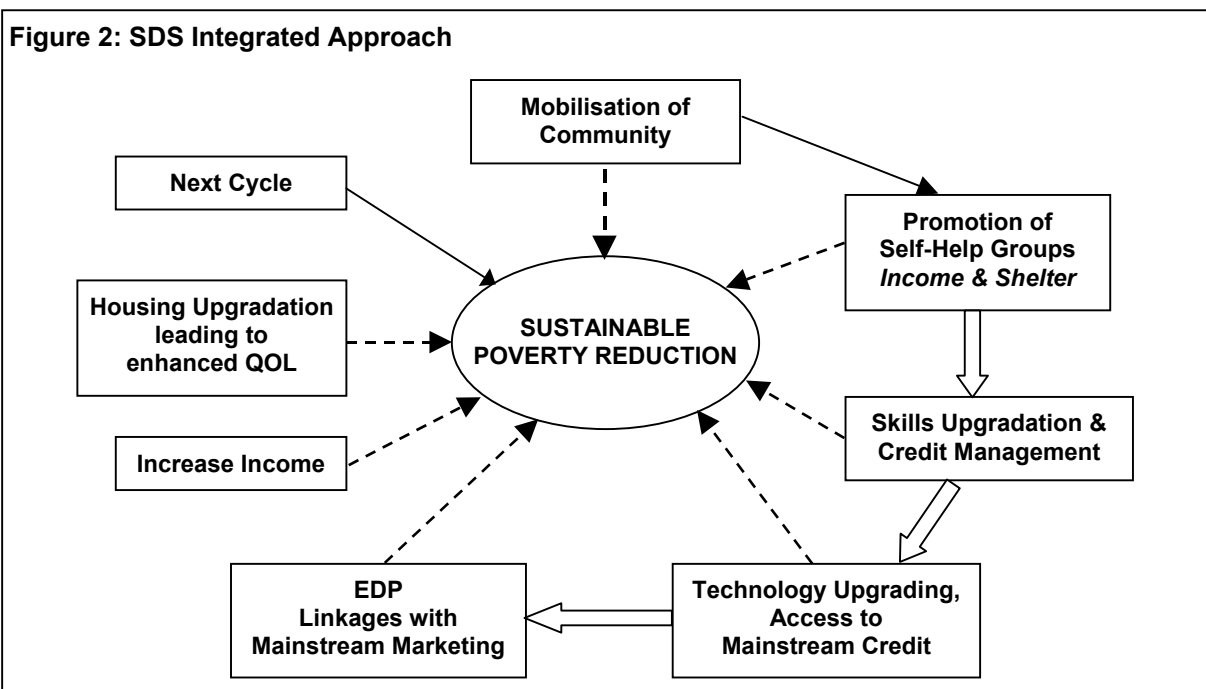 Figure 2: SDS Integrated Approach
Mobilisation of
Community
Next Cycle
Promotion of
Self-Help Groups
Income & Shelter
Housing Upgradation
leading to
enhanced QOL
SUSTAINABLE
POVERTY REDUCTION
Skills Upgradation &
Credit Management
Increase Income
EDP
Linkages with
Mainstream Marketing
Technology Upgrading,
Access to
Mainstream Credit